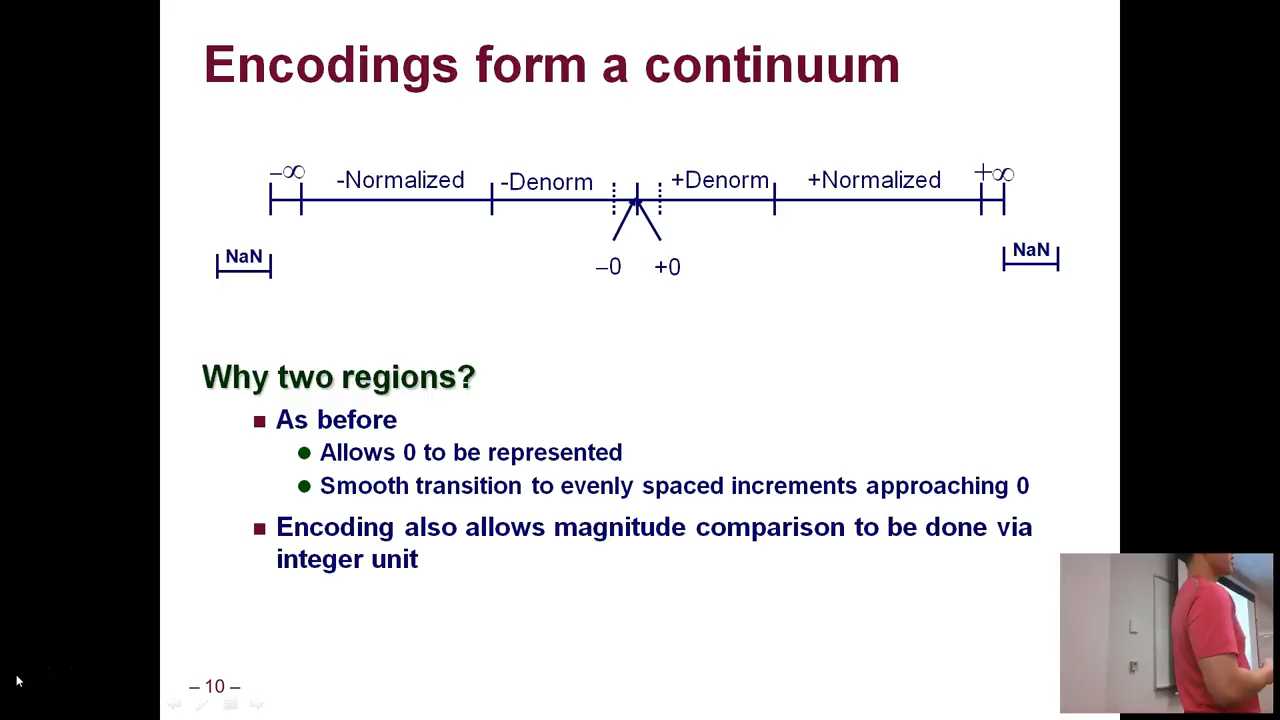 Encodings form a continuum
–∞ -Normalized -Denorm +Denorm +Normalized +∞
NaN –0 +0 NaN
Why two regions?
As before
Allows 0 to be represented
Smooth transition to evenly spaced increments approaching 0
Encoding also allows magnitude comparison to be done via
integer unit
– 10 –